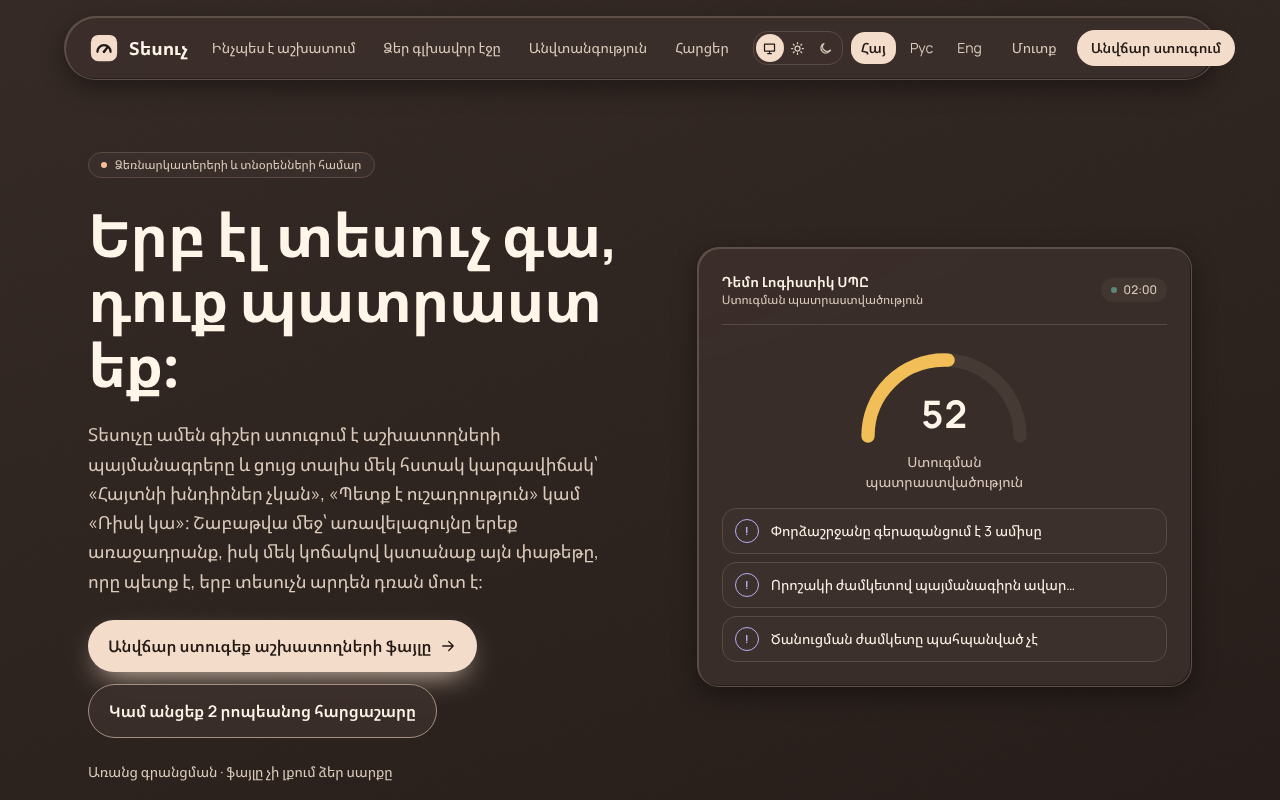 Տեսուչ
Ինչպես է աշխատում
Ձեր գլխավոր էջը
Անվտանգություն
Հարցեր
Հայ
Рус
Eng
Մուտք
Անվճար ստուգում
Ձեռնարկատերերի և տնօրենների համար
Երբ էլ տեսուչ գա,
դուք պատրաստ
եք:
Տեսուչը ամեն գիշեր ստուգում է աշխատողների
պայմանագրերը և ցույց տալիս մեկ հստակ կարգավիճակ՝
«Հայտնի խնդիրներ չկան», «Պետք է ուշադրություն» կամ
«Ռիսկ կա»: Շաբաթվա մեջ՝ առավելագույնը երեք
առաջադրանք, իսկ մեկ կոճակով կստանաք այն փաթեթը,
որը պետք է, երբ տեսուչն արդեն դռան մոտ է:
Անվճար ստուգեք աշխատողների ֆայլը →
Կամ անցեք 2 րոպեանոց հարցաշարը
Առանց գրանցման · ֆայլը չի լքում ձեր սարքը
Դեմո Լոգիստիկ ՍՊԸ
Ստուգման պատրաստվածություն
02:00
52
Ստուգման
պատրաստվածություն
! Փորձաշրջանը գերազանցում է 3 ամիսը
! Որոշակի ժամկետով պայմանագիրն ավար…
! Ծանուցման ժամկետը պահպանված չէ